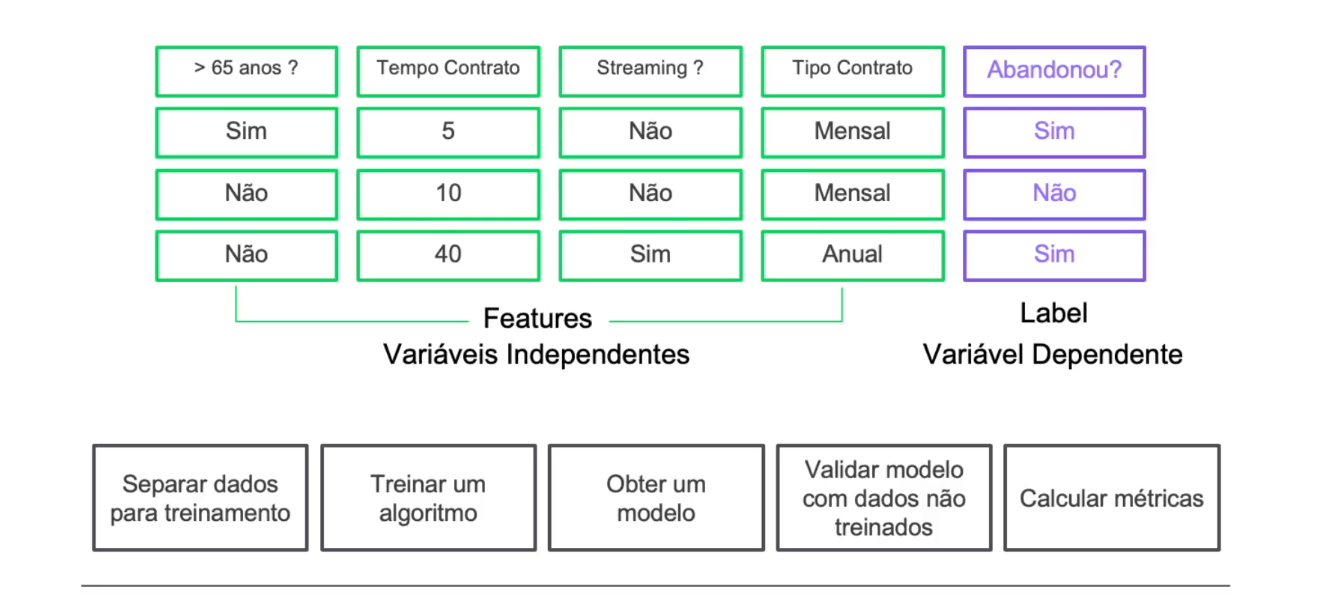 > 65 anos ? Tempo Contrato Streaming ? Tipo Contrato Abandonou?
Sim 5 Não Mensal Sim
Não 10 Não Mensal Não
Não 40 Sim Anual Sim
Features
Variáveis Independentes
Label
Variável Dependente
Separar dados
para treinamento
Treinar um
algoritmo
Obter um
modelo
Validar modelo
com dados não
treinados
Calcular métricas